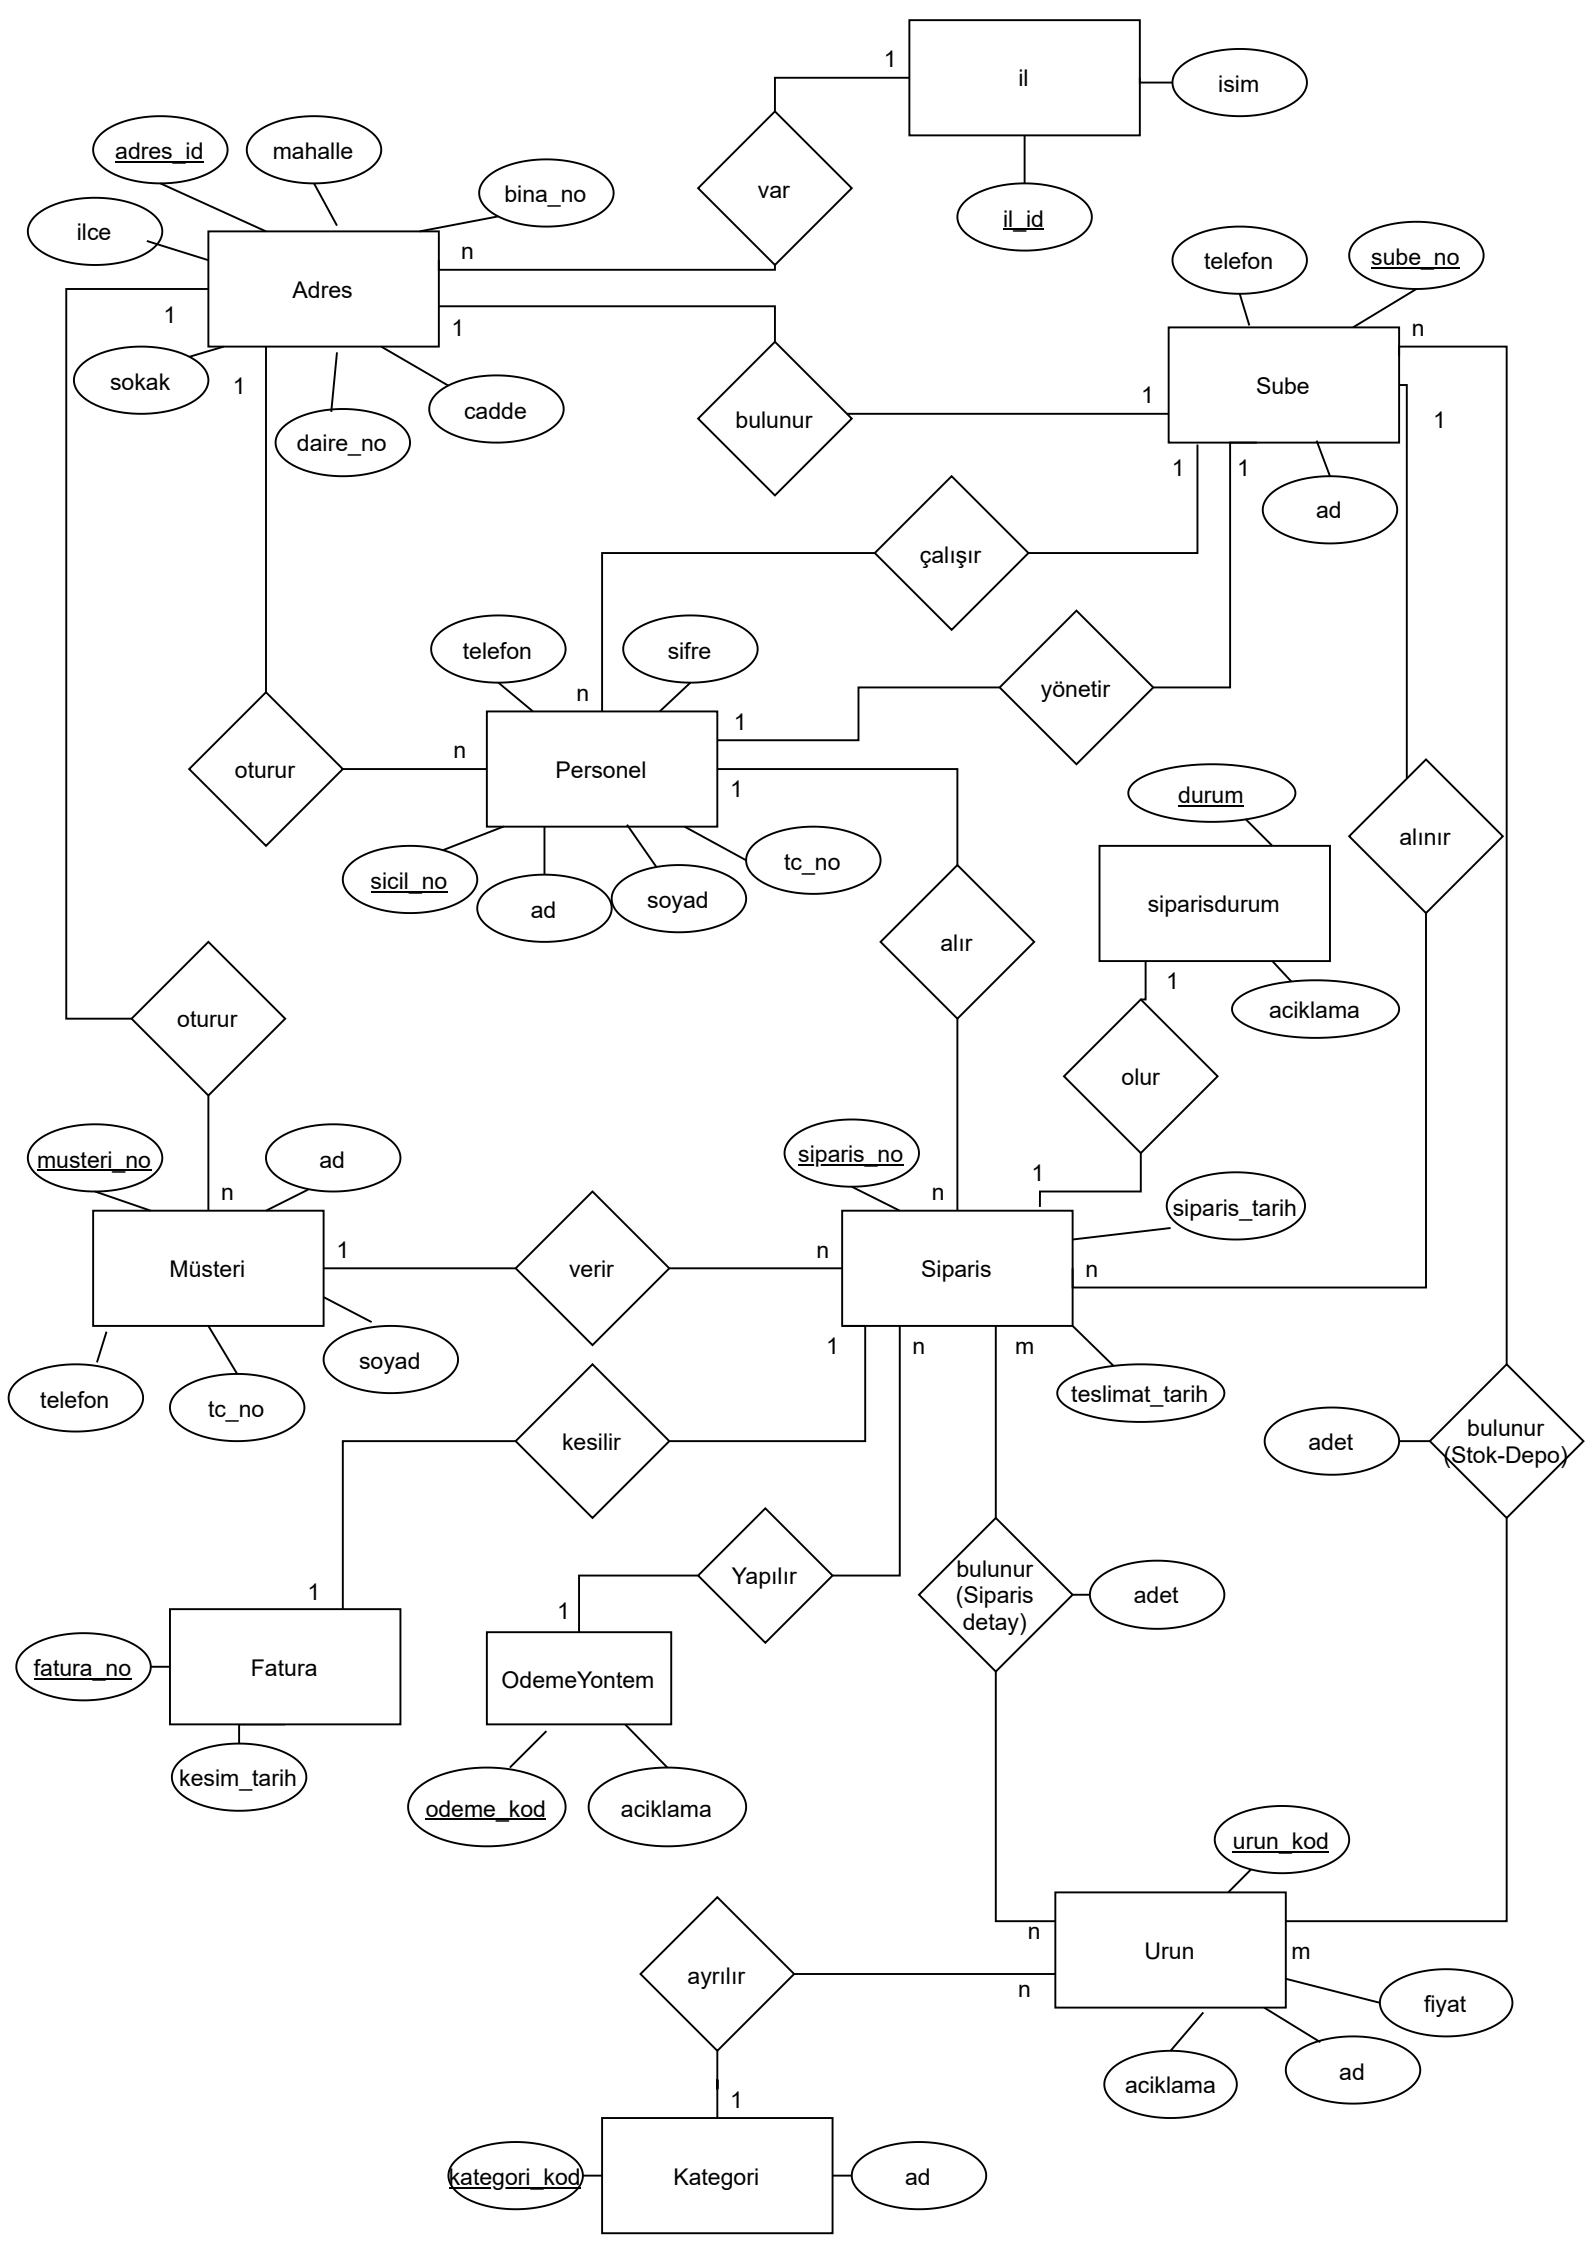 il
1
isim
adres_id
mahalle
bina_no
var
il_id
ilce
n
telefon
sube_no
Adres
1
1
n
sokak
1
cadde
daire_no
bulunur
1
Sube
1
1
1
ad
çalışır
telefon
sifre
n
yönetir
1
oturur
n
Personel
1
durum
alınır
sicil_no
ad
soyad
tc_no
siparisdurum
alır
1
aciklama
oturur
olur
musteri_no
ad
n
siparis_no
n
1
siparis_tarih
Müsteri
1
verir
n
Siparis
n
telefon
tc_no
soyad
1
n
m
teslimat_tarih
kesilir
adet
bulunur
(Stok-Depo)
1
1
Yapılır
bulunur
(Siparis
detay)
adet
fatura_no
Fatura
OdemeYontem
kesim_tarih
odeme_kod
aciklama
urun_kod
n
Urun
m
ayrılır
n
fiyat
aciklama
ad
1
kategori_kod
Kategori
ad